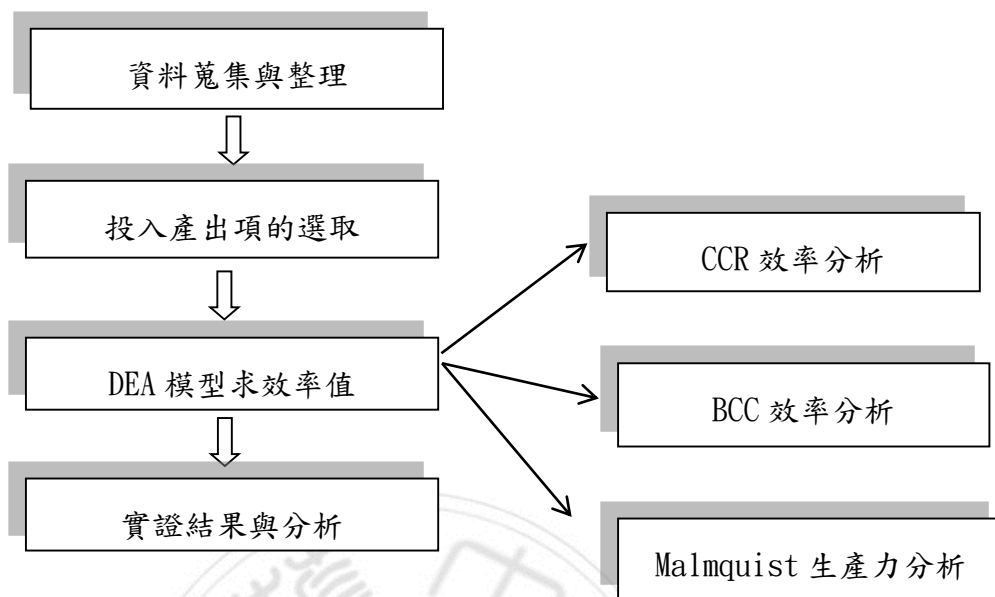 資料蒐集與整理
投入產出項的選取
DEA 模型求效率值
實證結果與分析
CCR 效率分析
BCC 效率分析
Malmquist 生產力分析